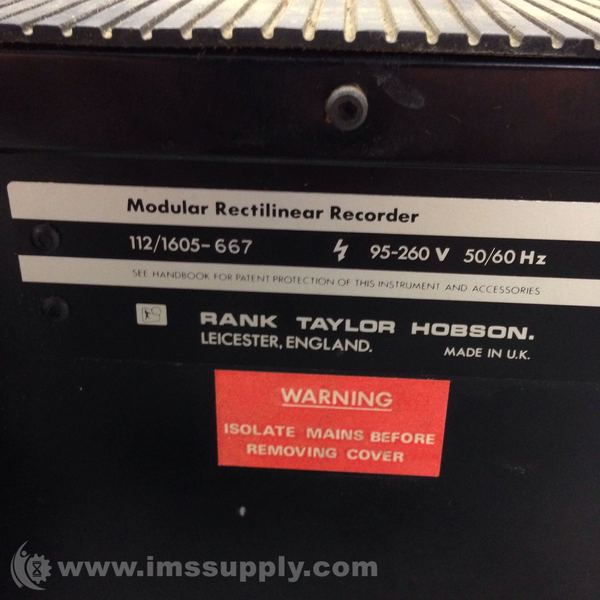 Modular Rectilinear Recorder
112/1605-667 95-260 V 50/60 Hz
SEE HANDBOOK FOR PATENT PROTECTION OF THIS INSTRUMENT AND ACCESSORIES
RANK TAYLOR HOBSON.
LEICESTER, ENGLAND. MADE IN U.K.
WARNING
ISOLATE MAINS BEFORE
REMOVING COVER
www.imssupply.com